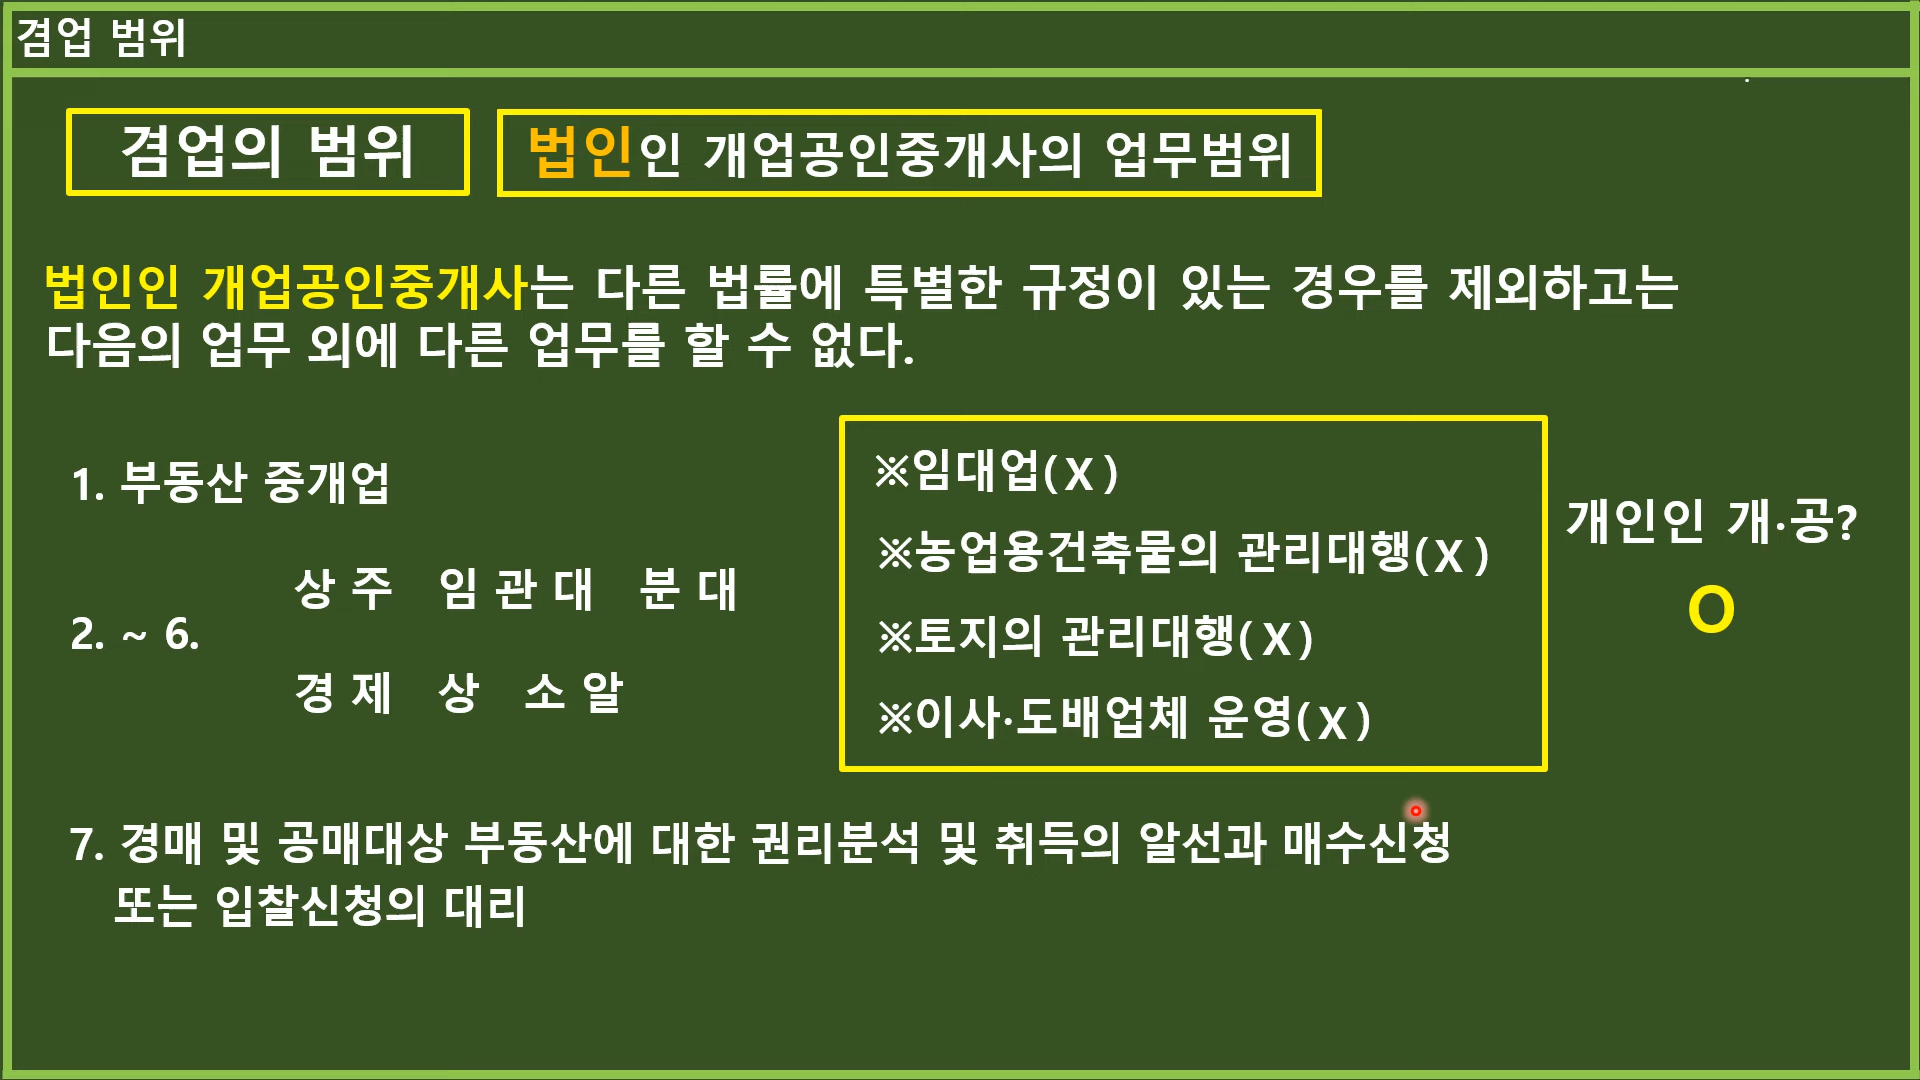 겸업 범위
겸업의 범위
법인인 개업공인중개사의 업무범위
법인인 개업공인중개사는 다른 법률에 특별한 규정이 있는 경우를 제외하고는
다음의 업무 외에 다른 업무를 할 수 없다.
1. 부동산 중개업
2. ~ 6.
상 주 임 관 대 분 대
경 제 상 소 알
※임대업(X)
※농업용건축물의 관리대행(X)
※토지의 관리대행(X)
※이사·도배업체 운영(X)
개인인 개·공?
O
7. 경매 및 공매대상 부동산에 대한 권리분석 및 취득의 알선과 매수신청
또는 입찰신청의 대리